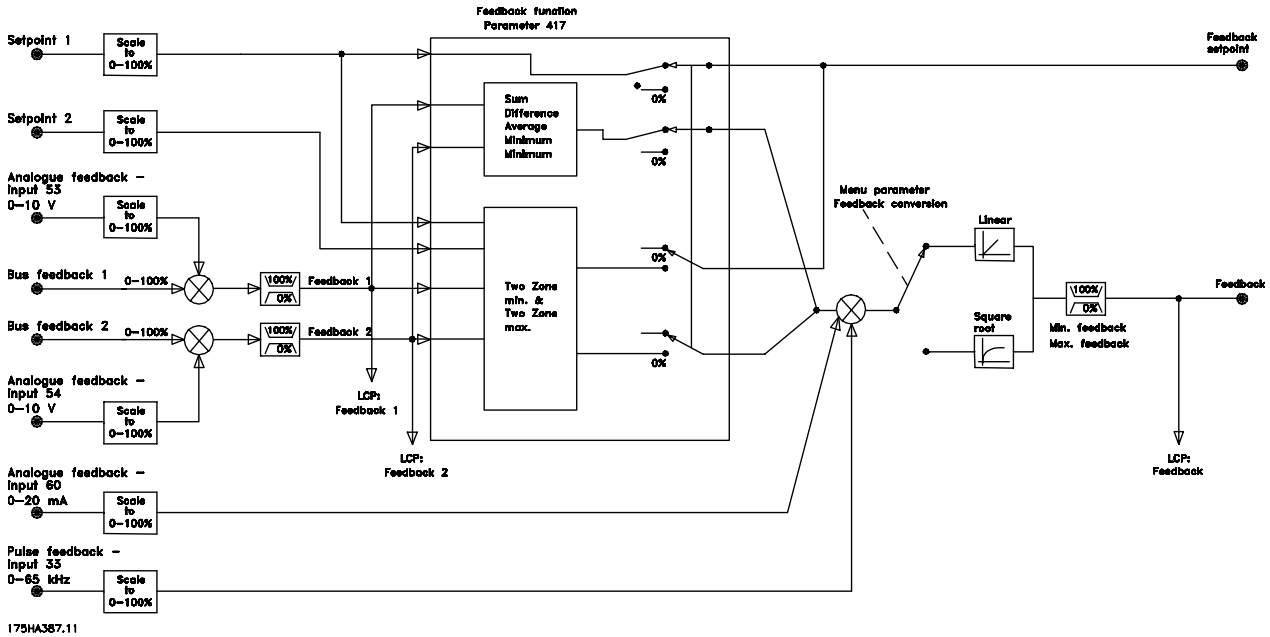 Feedback function
Parameter 417
Setpoint 1
Scale
to
0-100%
Feedback
setpoint
0%
Sum
Difference
Average
Minimum
Minimum
Setpoint 2
Scale
to
0-100%
0%
Analogue feedback -
input 53
0-10 V
Scale
to
0-100%
Menu parameter
Feedback conversion
Linear
0%
Bus feedback 1
0-100%
100%
0%
Feedback 1
Two Zone
min. &
Two Zone
max.
100%
0%
Feedback
Bus feedback 2
0-100%
100%
0%
Feedback 2
Square
root
Min. feedback
Max. feedback
0%
Analogue feedback -
input 54
0-10 V
Scale
to
0-100%
LCP:
Feedback 1
LCP:
Feedback 2
LCP:
Feedback
Analogue feedback -
input 60
0-20 mA
Scale
to
0-100%
Pulse feedback -
input 33
0-65 kHz
Scale
to
0-100%
175HA387.11